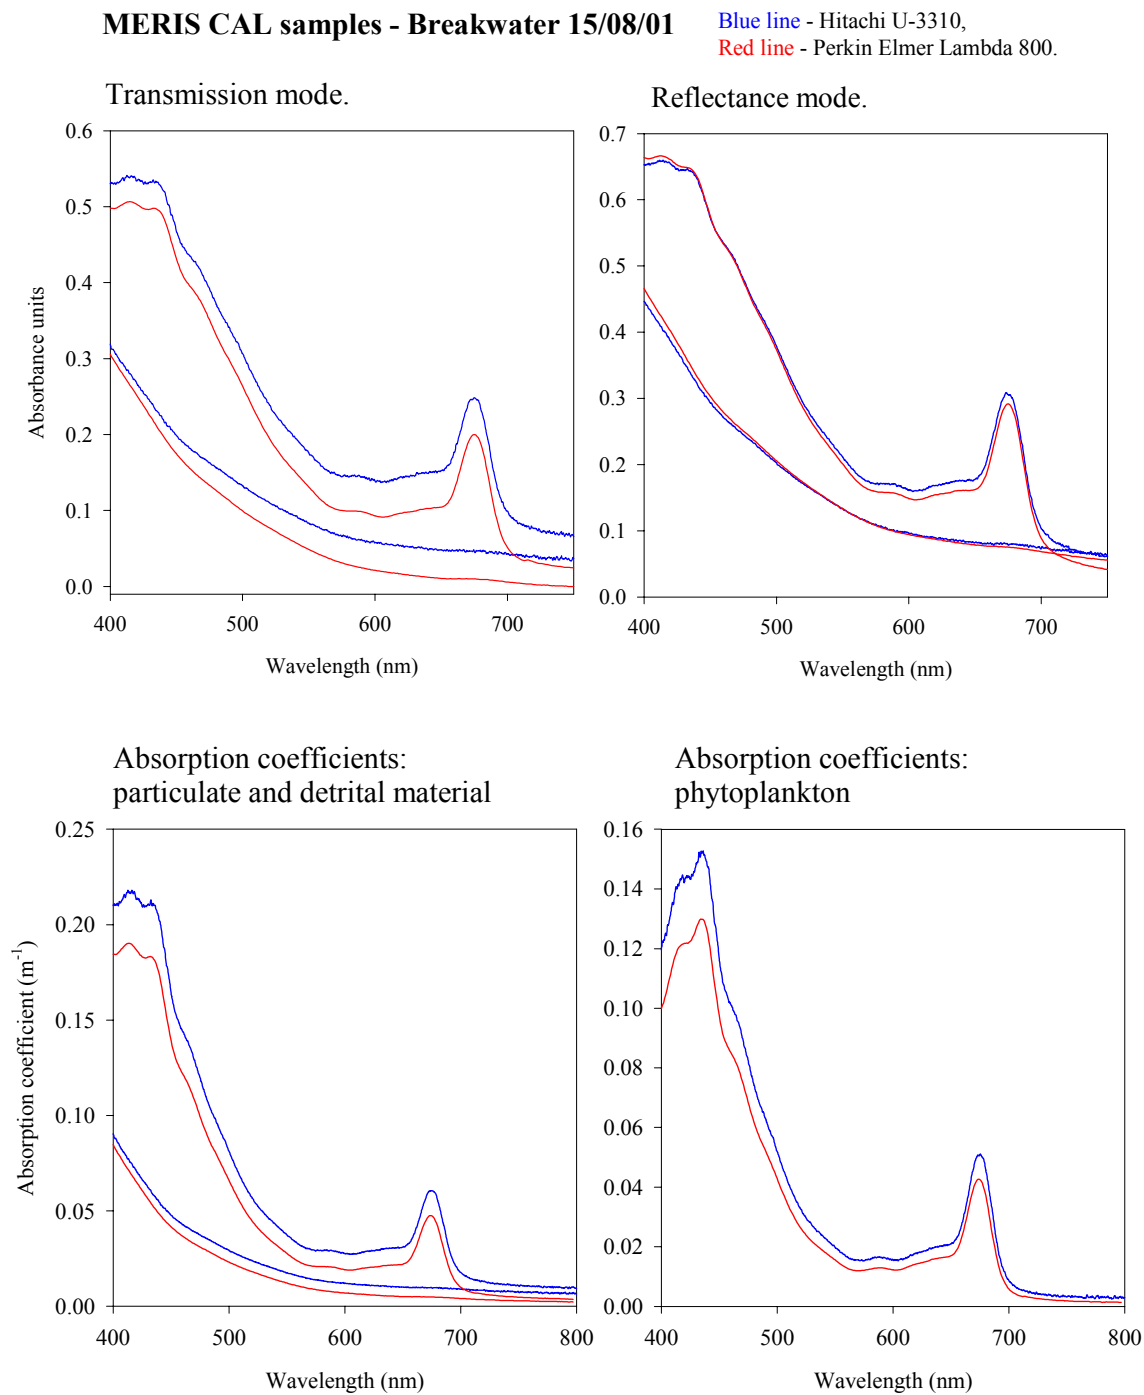 MERIS CAL samples - Breakwater 15/08/01
Blue line - Hitachi U-3310,
Red line - Perkin Elmer Lambda 800.
Transmission mode.
0.6
0.5
0.4
0.3
0.2
0.1
0.0
Absorbance units
400 500 600 700
Wavelength (nm)
Reflectance mode.
0.7
0.6
0.5
0.4
0.3
0.2
0.1
0.0
400 500 600 700
Wavelength (nm)
Absorption coefficients:
particulate and detrital material
0.25
0.20
0.15
0.10
0.05
0.00
Absorption coefficient (m⁻¹)
400 500 600 700 800
Wavelength (nm)
Absorption coefficients:
phytoplankton
0.16
0.14
0.12
0.10
0.08
0.06
0.04
0.02
0.00
400 500 600 700 800
Wavelength (nm)